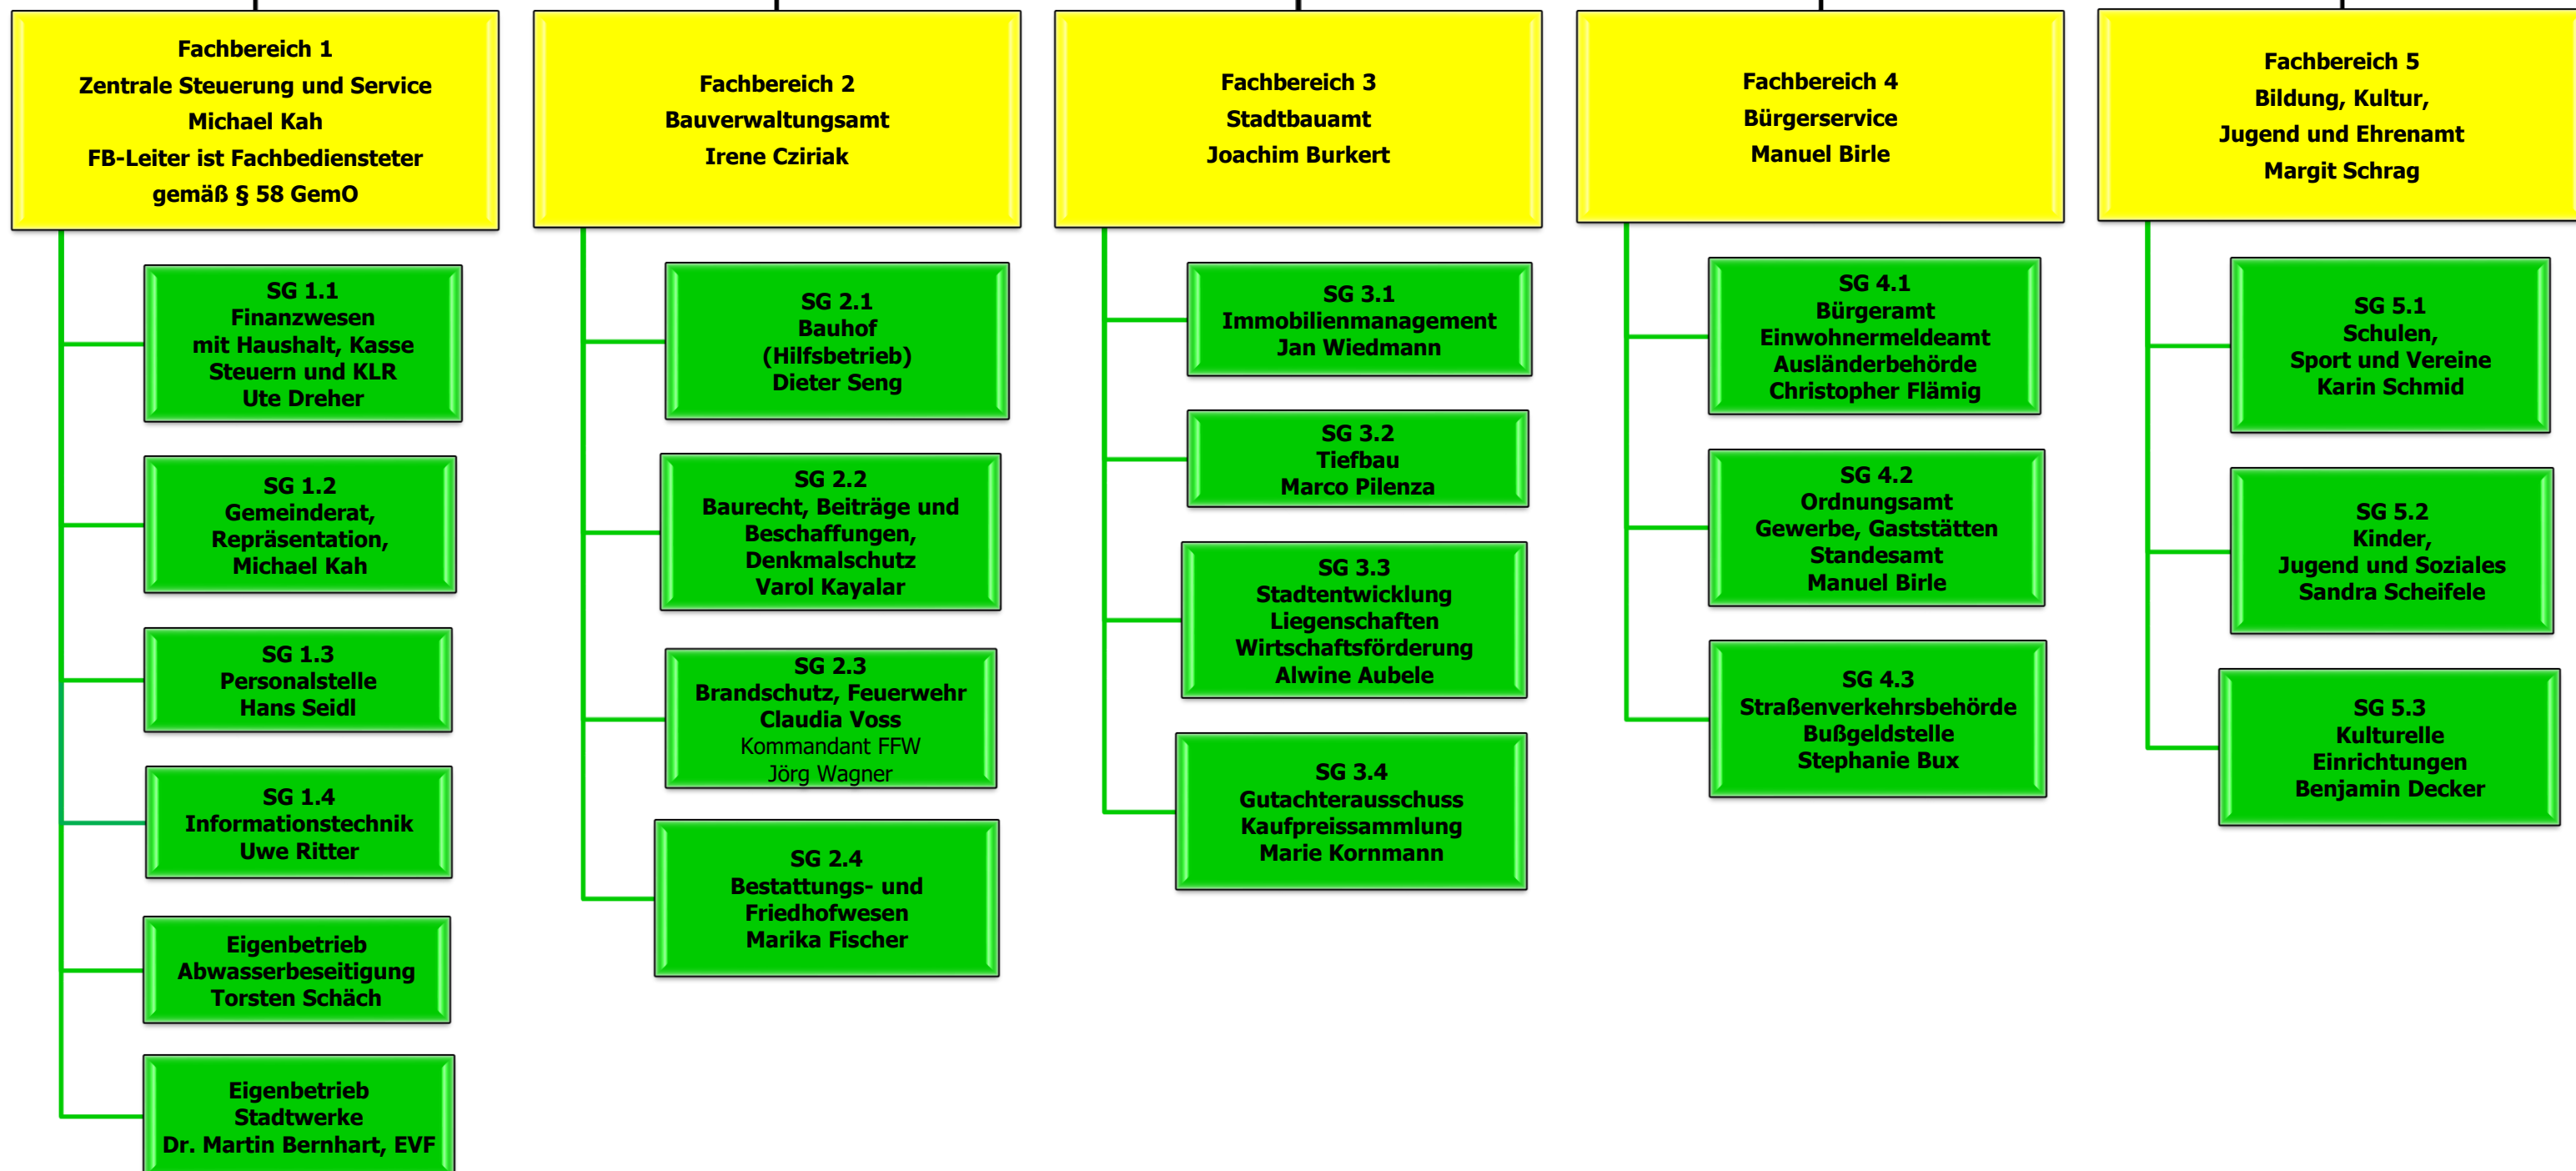 Fachbereich 1
Zentrale Steuerung und Service
Michael Kah
FB-Leiter ist Fachbediensteter
gemäß § 58 GemO
SG 1.1
Finanzwesen
mit Haushalt, Kasse
Steuern und KLR
Ute Dreher
SG 1.2
Gemeinderat,
Repräsentation,
Michael Kah
SG 1.3
Personalstelle
Hans Seidl
SG 1.4
Informationstechnik
Uwe Ritter
Eigenbetrieb
Abwasserbeseitigung
Torsten Schäch
Eigenbetrieb
Stadtwerke
Dr. Martin Bernhart, EVF
Fachbereich 2
Bauverwaltungsamt
Irene Cziriak
SG 2.1
Bauhof
(Hilfsbetrieb)
Dieter Seng
SG 2.2
Baurecht, Beiträge und
Beschaffungen,
Denkmalschutz
Varol Kayalar
SG 2.3
Brandschutz, Feuerwehr
Claudia Voss
Kommandant FFW
Jörg Wagner
SG 2.4
Bestattungs- und
Friedhofwesen
Marika Fischer
Fachbereich 3
Stadtbauamt
Joachim Burkert
SG 3.1
Immobilienmanagement
Jan Wiedmann
SG 3.2
Tiefbau
Marco Pilenza
SG 3.3
Stadtentwicklung
Liegenschaften
Wirtschaftsförderung
Alwine Aubele
SG 3.4
Gutachterausschuss
Kaufpreissammlung
Marie Kornmann
Fachbereich 4
Bürgerservice
Manuel Birle
SG 4.1
Bürgeramt
Einwohnermeldeamt
Ausländerbehörde
Christopher Flämig
SG 4.2
Ordnungsamt
Gewerbe, Gaststätten
Standesamt
Manuel Birle
SG 4.3
Straßenverkehrsbehörde
Bußgeldstelle
Stephanie Bux
Fachbereich 5
Bildung, Kultur,
Jugend und Ehrenamt
Margit Schrag
SG 5.1
Schulen,
Sport und Vereine
Karin Schmid
SG 5.2
Kinder,
Jugend und Soziales
Sandra Scheifele
SG 5.3
Kulturelle
Einrichtungen
Benjamin Decker